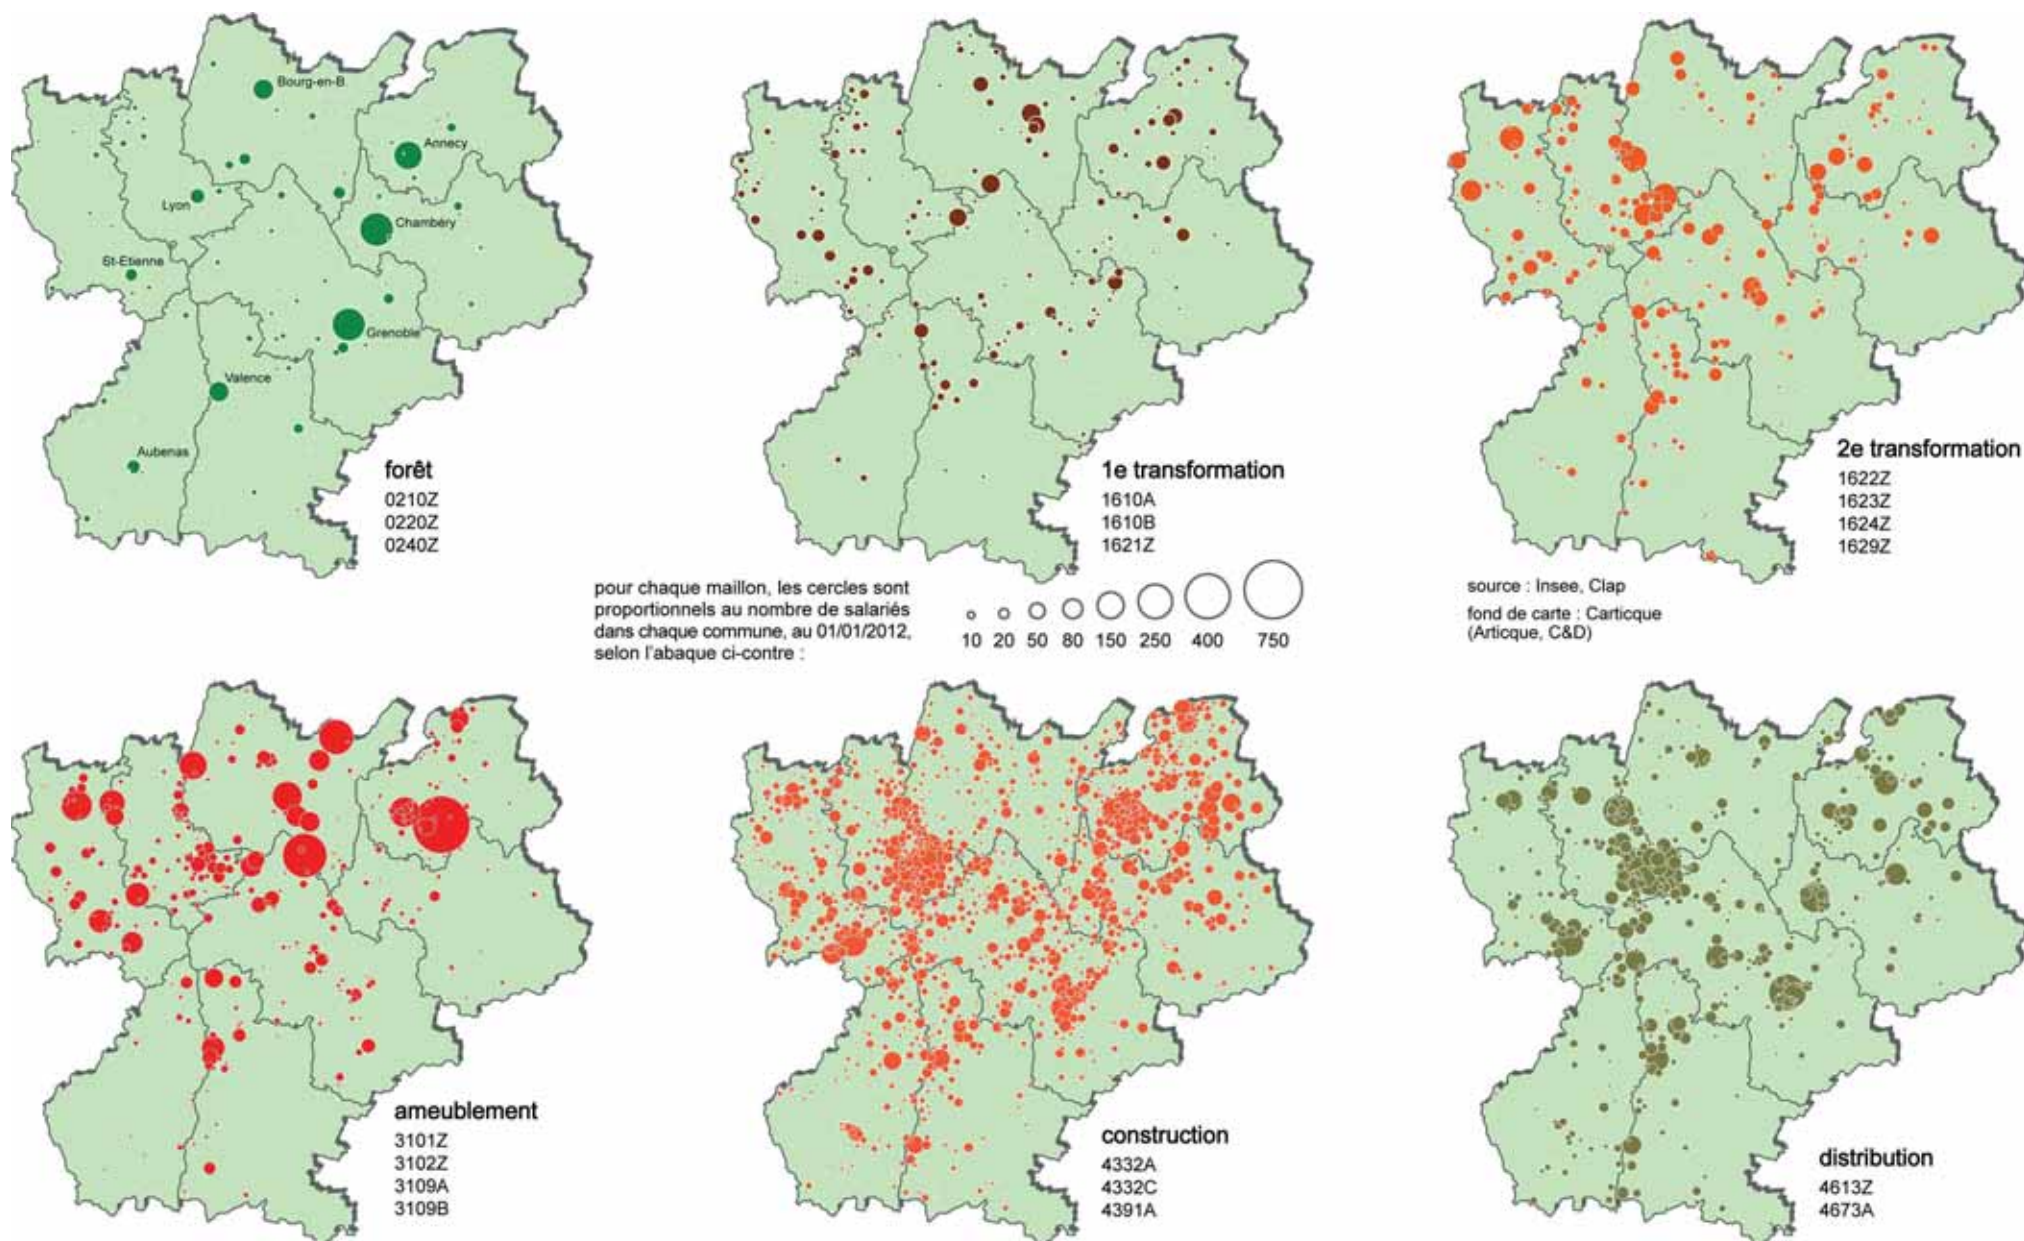 Bourg-en-B.
Annecy
Lyon
Chambéry
St-Etienne
Grenoble
Valence
Aubenas
forêt
0210Z
0220Z
0240Z
1e transformation
1610A
1610B
1621Z
2e transformation
1622Z
1623Z
1624Z
1629Z
pour chaque maillon, les cercles sont
proportionnels au nombre de salariés
dans chaque commune, au 01/01/2012,
selon l'abaque ci-contre :
10 20 50 80 150 250 400 750
source : Insee, Clap
fond de carte : Carticque
(Articque, C&D)
ameublement
3101Z
3102Z
3109A
3109B
construction
4332A
4332C
4391A
distribution
4613Z
4673A